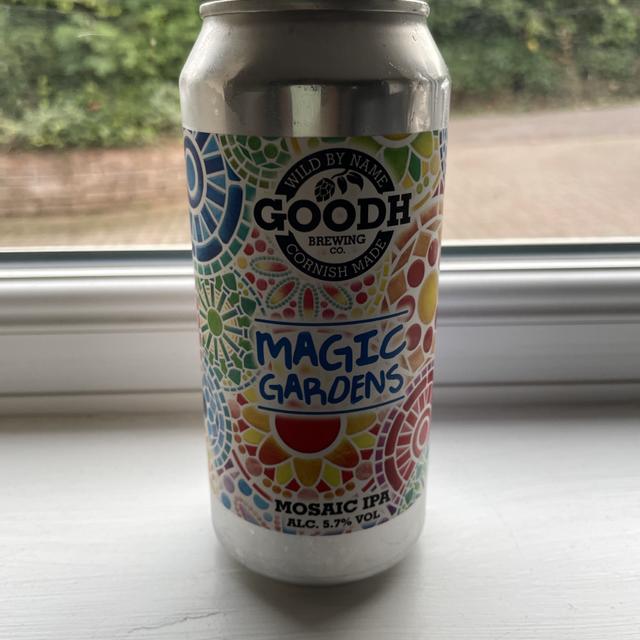 WILD BY NAME
GOODH
BREWING
CO.
CORNISH MADE
MAGIC
GARDENS
MOSAIC IPA
ALC. 5.7% VOL